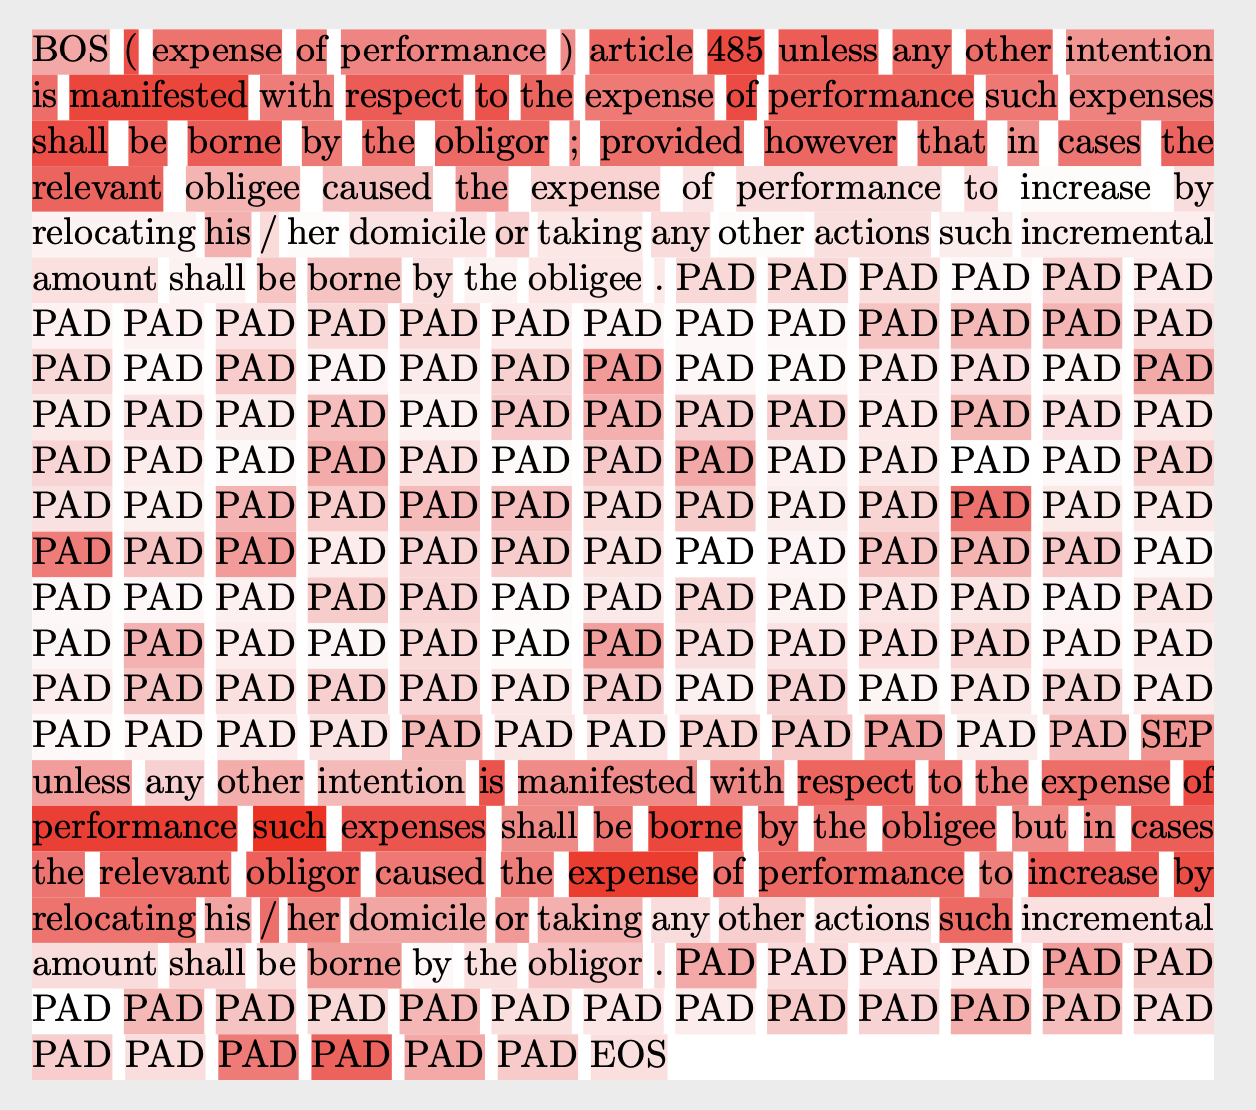 BOS ( expense of performance ) article 485 unless any other intention
is manifested with respect to the expense of performance such expenses
shall be borne by the obligor ; provided however that in cases the
relevant obligee caused the expense of performance to increase by
relocating his / her domicile or taking any other actions such incremental
amount shall be borne by the obligee . PAD PAD PAD PAD PAD PAD
PAD PAD PAD PAD PAD PAD PAD PAD PAD PAD PAD PAD PAD
PAD PAD PAD PAD PAD PAD PAD PAD PAD PAD PAD PAD PAD
PAD PAD PAD PAD PAD PAD PAD PAD PAD PAD PAD PAD PAD
PAD PAD PAD PAD PAD PAD PAD PAD PAD PAD PAD PAD PAD
PAD PAD PAD PAD PAD PAD PAD PAD PAD PAD PAD PAD PAD
PAD PAD PAD PAD PAD PAD PAD PAD PAD PAD PAD PAD PAD
PAD PAD PAD PAD PAD PAD PAD PAD PAD PAD PAD PAD PAD
PAD PAD PAD PAD PAD PAD PAD PAD PAD PAD PAD PAD PAD
PAD PAD PAD PAD PAD PAD PAD PAD PAD PAD PAD PAD PAD
PAD PAD PAD PAD PAD PAD PAD PAD PAD PAD PAD PAD SEP
unless any other intention is manifested with respect to the expense of
performance such expenses shall be borne by the obligee but in cases
the relevant obligor caused the expense of performance to increase by
relocating his / her domicile or taking any other actions such incremental
amount shall be borne by the obligor . PAD PAD PAD PAD PAD PAD
PAD PAD PAD PAD PAD PAD PAD PAD PAD PAD PAD PAD PAD
PAD PAD PAD PAD PAD PAD EOS